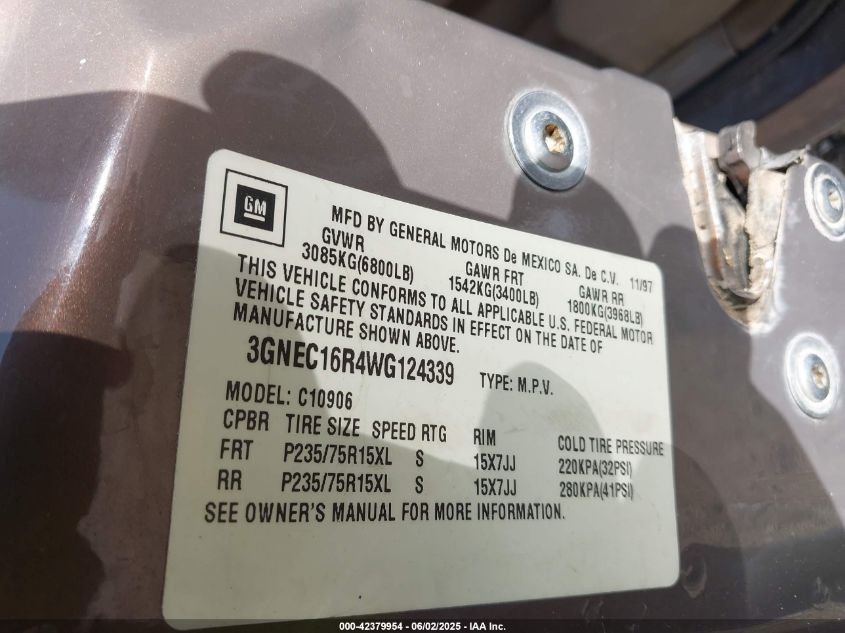 GM
MFD BY GENERAL MOTORS De MEXICO SA. De C.V. 11/97
GVWR GAWR FRT GAWR RR
3085KG(6800LB) 1542KG(3400LB) 1800KG(3968LB)
THIS VEHICLE CONFORMS TO ALL APPLICABLE U.S. FEDERAL MOTOR
VEHICLE SAFETY STANDARDS IN EFFECT ON THE DATE OF
MANUFACTURE SHOWN ABOVE.
3GNEC16R4WG124339 TYPE: M.P.V.
MODEL: C10906
CPBR TIRE SIZE SPEED RTG RIM COLD TIRE PRESSURE
FRT P235/75R15XL S 15X7JJ 220KPA(32PSI)
RR P235/75R15XL S 15X7JJ 280KPA(41PSI)
SEE OWNER'S MANUAL FOR MORE INFORMATION.
000-42379954 - 06/02/2025 - IAA Inc.